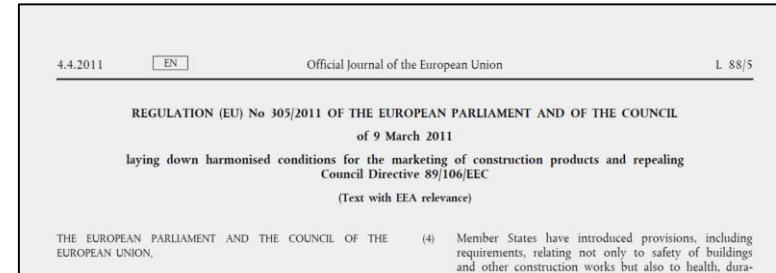 4.4.2011 EN Official Journal of the European Union L 88/5
REGULATION (EU) No 305/2011 OF THE EUROPEAN PARLIAMENT AND OF THE COUNCIL
of 9 March 2011
laying down harmonised conditions for the marketing of construction products and repealing
Council Directive 89/106/EEC
(Text with EEA relevance)
THE EUROPEAN PARLIAMENT AND THE COUNCIL OF THE
EUROPEAN UNION,
(4) Member States have introduced provisions, including
requirements, relating not only to safety of buildings
and other construction works but also to health, dura-